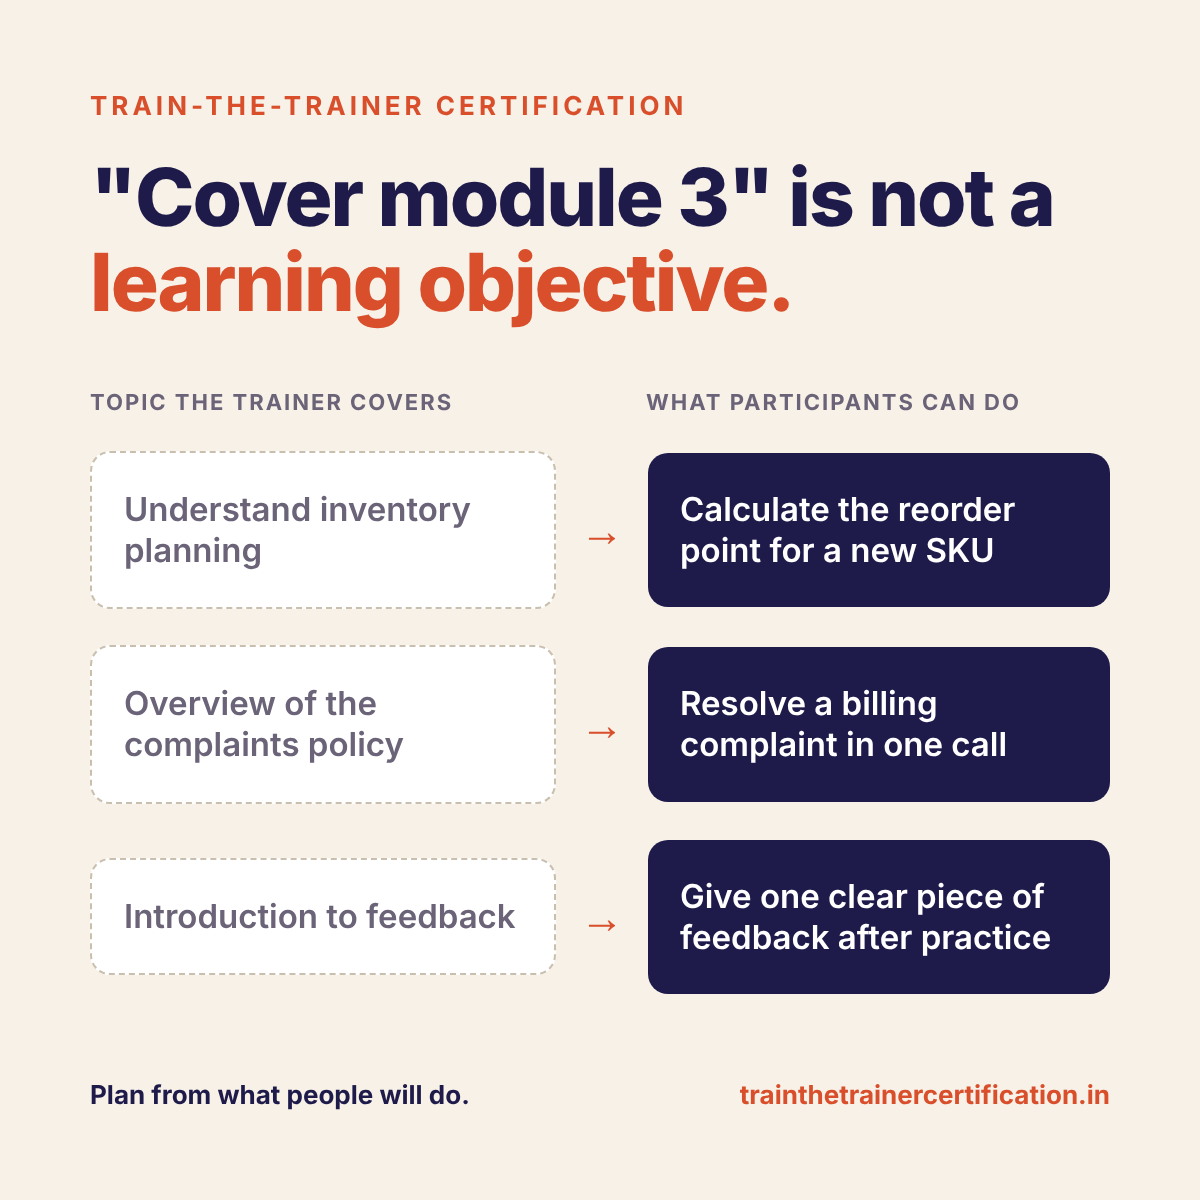 TRAIN-THE-TRAINER CERTIFICATION
"Cover module 3" is not a
learning objective.
TOPIC THE TRAINER COVERS
WHAT PARTICIPANTS CAN DO
Understand inventory
planning
→
Calculate the reorder
point for a new SKU
Overview of the
complaints policy
→
Resolve a billing
complaint in one call
Introduction to feedback
→
Give one clear piece of
feedback after practice
Plan from what people will do.
trainthetrainercertification.in